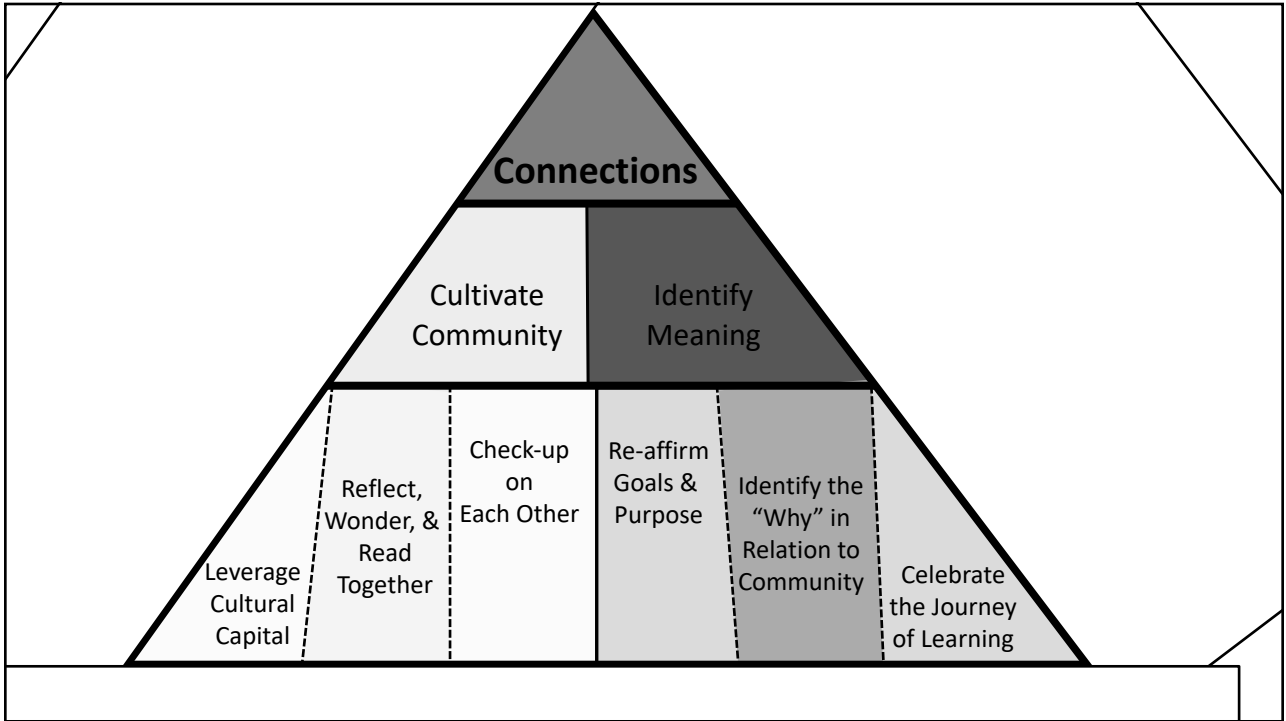 Connections
Cultivate
Community
Identify
Meaning
Leverage
Cultural
Capital
Reflect,
Wonder, &
Read
Together
Check-up
on
Each Other
Re-affirm
Goals &
Purpose
Identify the
“Why” in
Relation to
Community
Celebrate
the Journey
of Learning